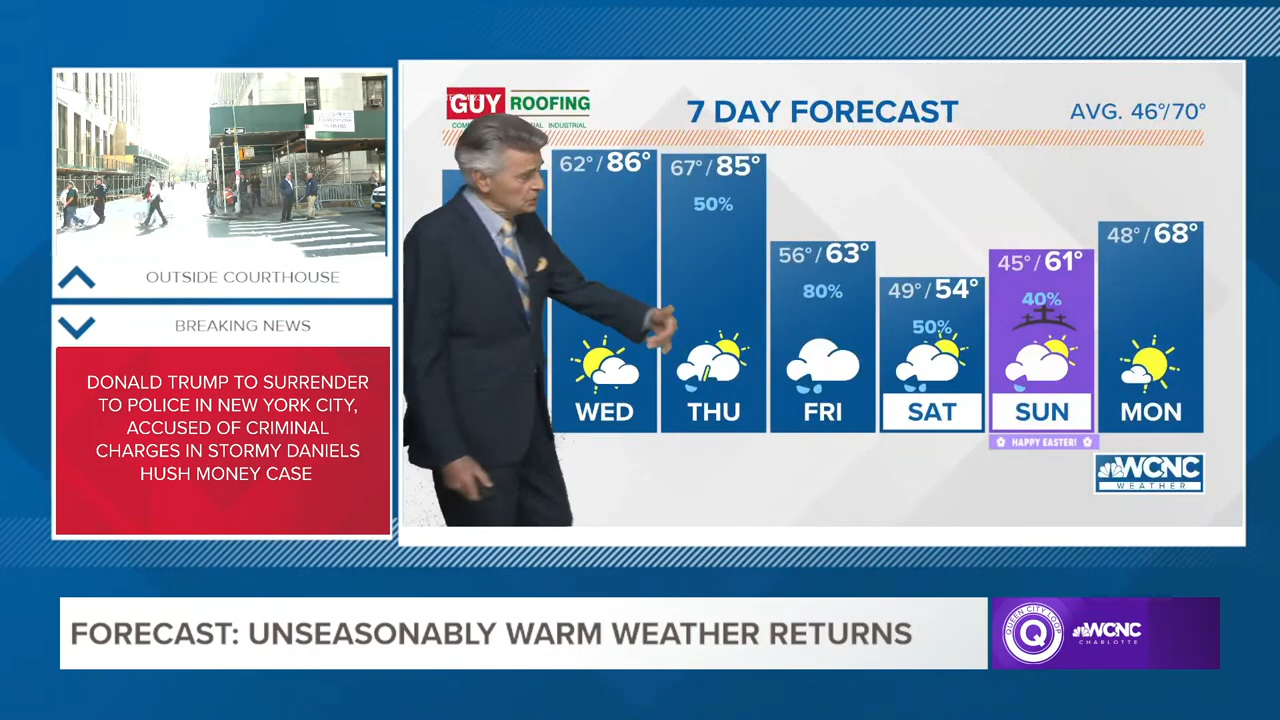 OUTSIDE COURTHOUSE
BREAKING NEWS
DONALD TRUMP TO SURRENDER
TO POLICE IN NEW YORK CITY,
ACCUSED OF CRIMINAL
CHARGES IN STORMY DANIELS
HUSH MONEY CASE
GUY ROOFING
INDUSTRIAL
7 DAY FORECAST
AVG. 46°/70°
62°/86°
67°/85°
50%
56°/63°
80%
49°/54°
50%
45°/61°
40%
48°/68°
WED
THU
FRI
SAT
SUN
MON
HAPPY EASTER!
WCNC
WEATHER
FORECAST: UNSEASONABLY WARM WEATHER RETURNS
QUEEN CITY LOOP
Q
WCNC
CHARLOTTE